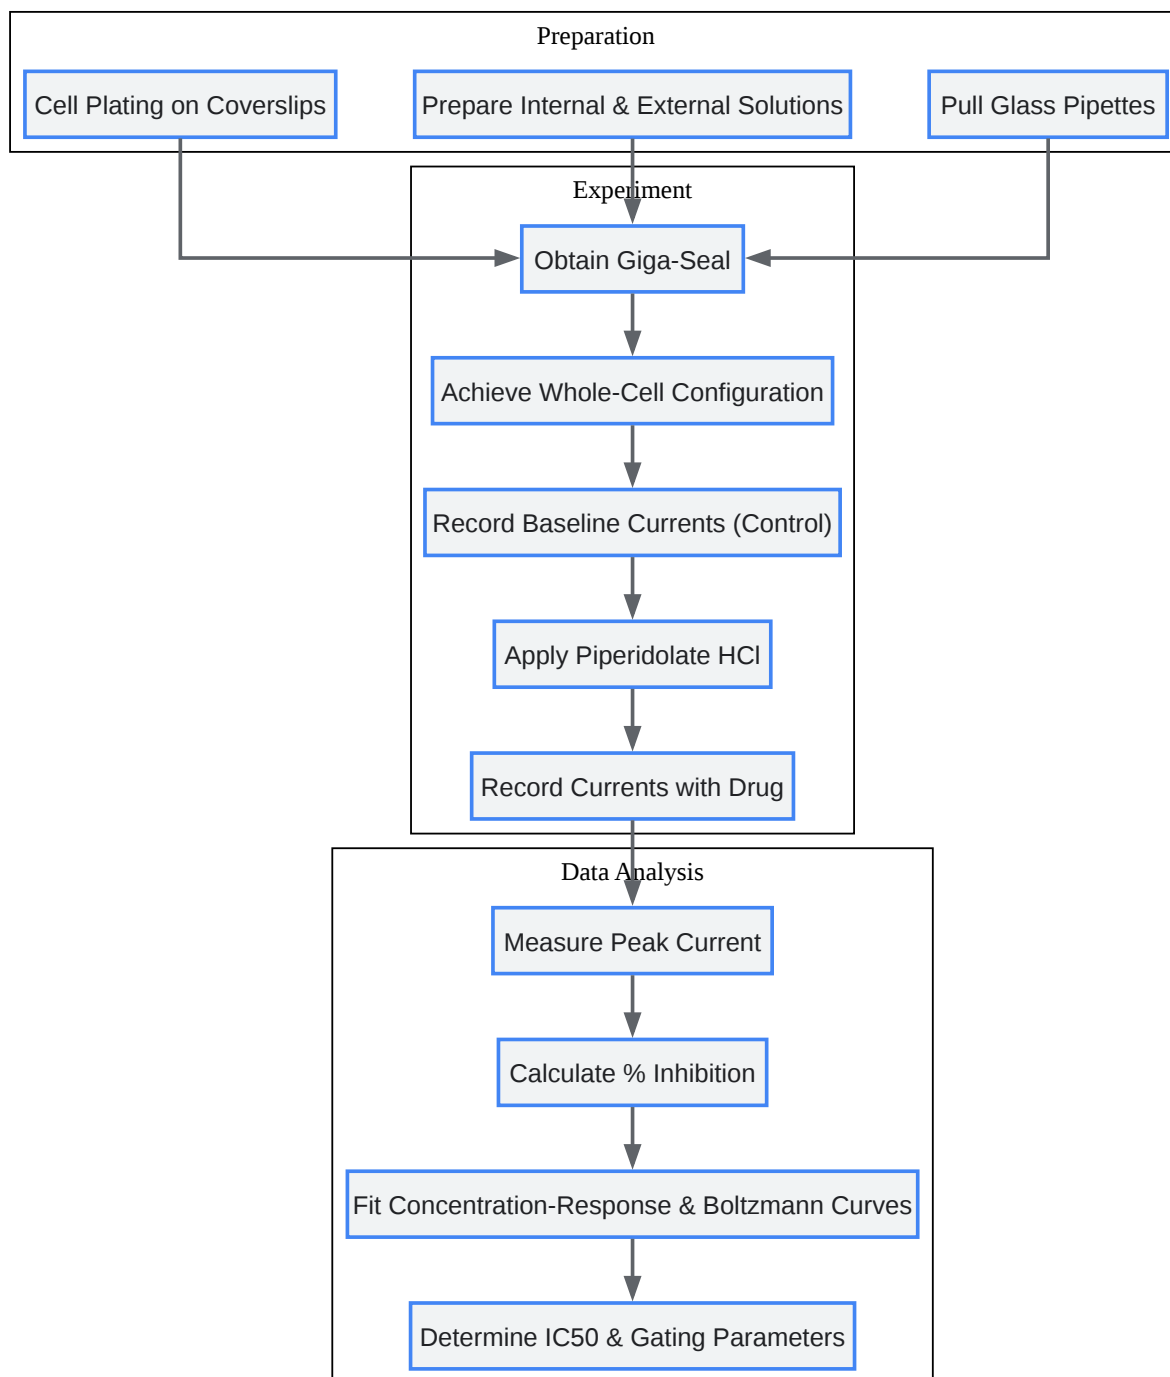 Preparation
Cell Plating on Coverslips
Prepare Internal & External Solutions
Pull Glass Pipettes
Experiment
Obtain Giga-Seal
Achieve Whole-Cell Configuration
Record Baseline Currents (Control)
Apply Piperidolate HCl
Record Currents with Drug
Data Analysis
Measure Peak Current
Calculate % Inhibition
Fit Concentration-Response & Boltzmann Curves
Determine IC50 & Gating Parameters